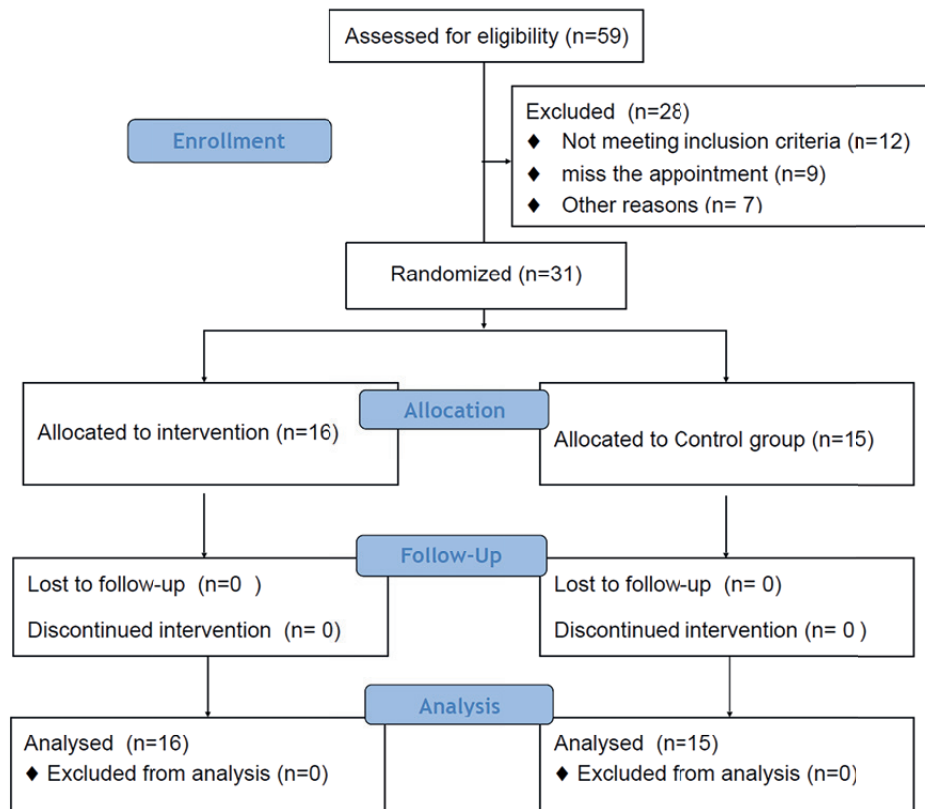 Assessed for eligibility (n=59)
Enrollment
Excluded (n=28)
♦ Not meeting inclusion criteria (n=12)
♦ miss the appointment (n=9)
♦ Other reasons (n= 7)
Randomized (n=31)
Allocation
Allocated to intervention (n=16)
Allocated to Control group (n=15)
Follow-Up
Lost to follow-up (n=0 )
Discontinued intervention (n= 0)
Lost to follow-up (n= 0)
Discontinued intervention (n= 0 )
Analysis
Analysed (n=16)
♦ Excluded from analysis (n=0)
Analysed (n=15)
♦ Excluded from analysis (n=0)